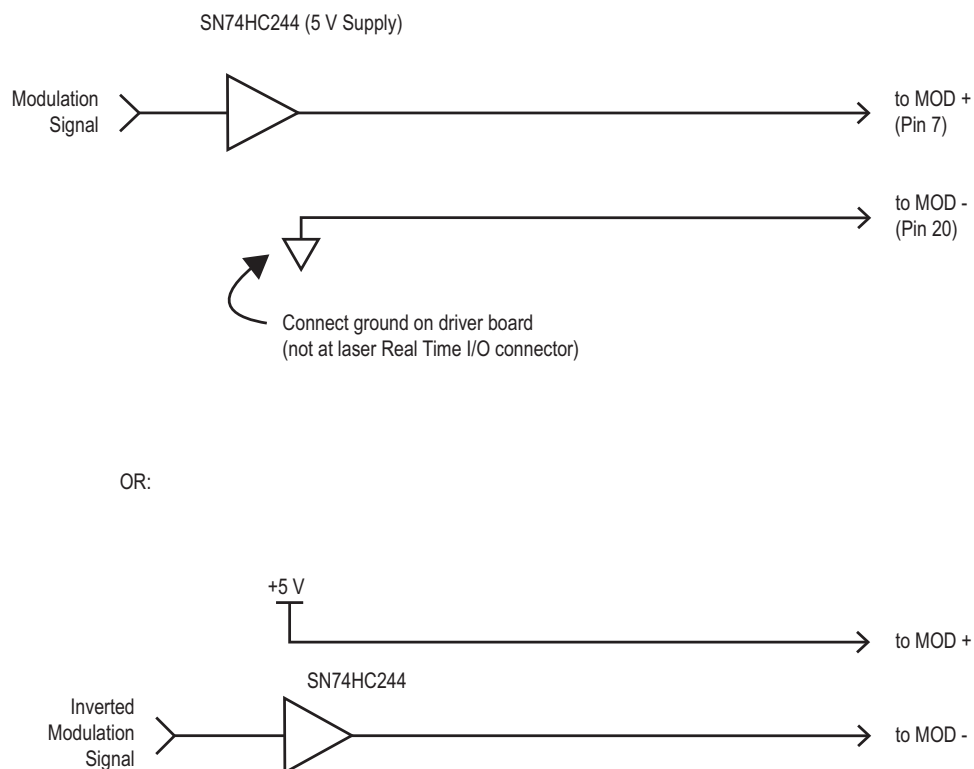 SN74HC244 (5 V Supply)
Modulation
Signal
to MOD +
(Pin 7)
to MOD -
(Pin 20)
Connect ground on driver board
(not at laser Real Time I/O connector)
OR:
+5 V
to MOD +
SN74HC244
Inverted
Modulation
Signal
to MOD -